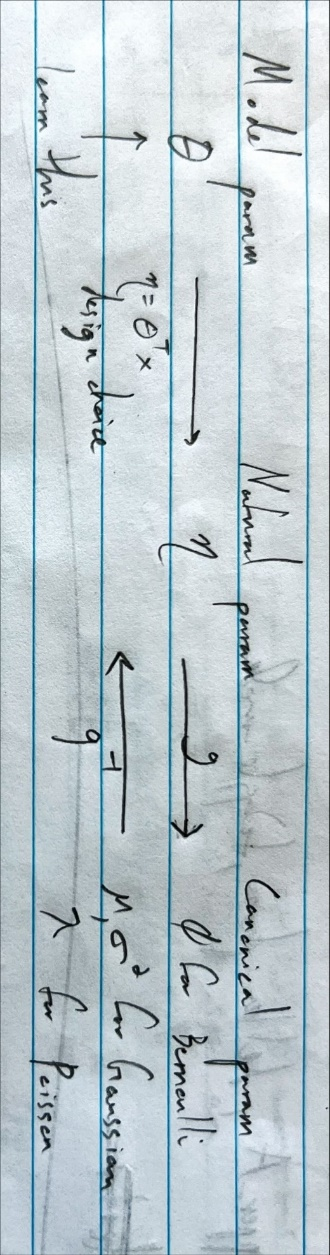 Model param Natural param Canonical param
θ → η g → φ for Bernoulli
↑ η = θᵀx ← μ, σ² for Gaussian
design choice g⁻¹
learn this λ for Poisson